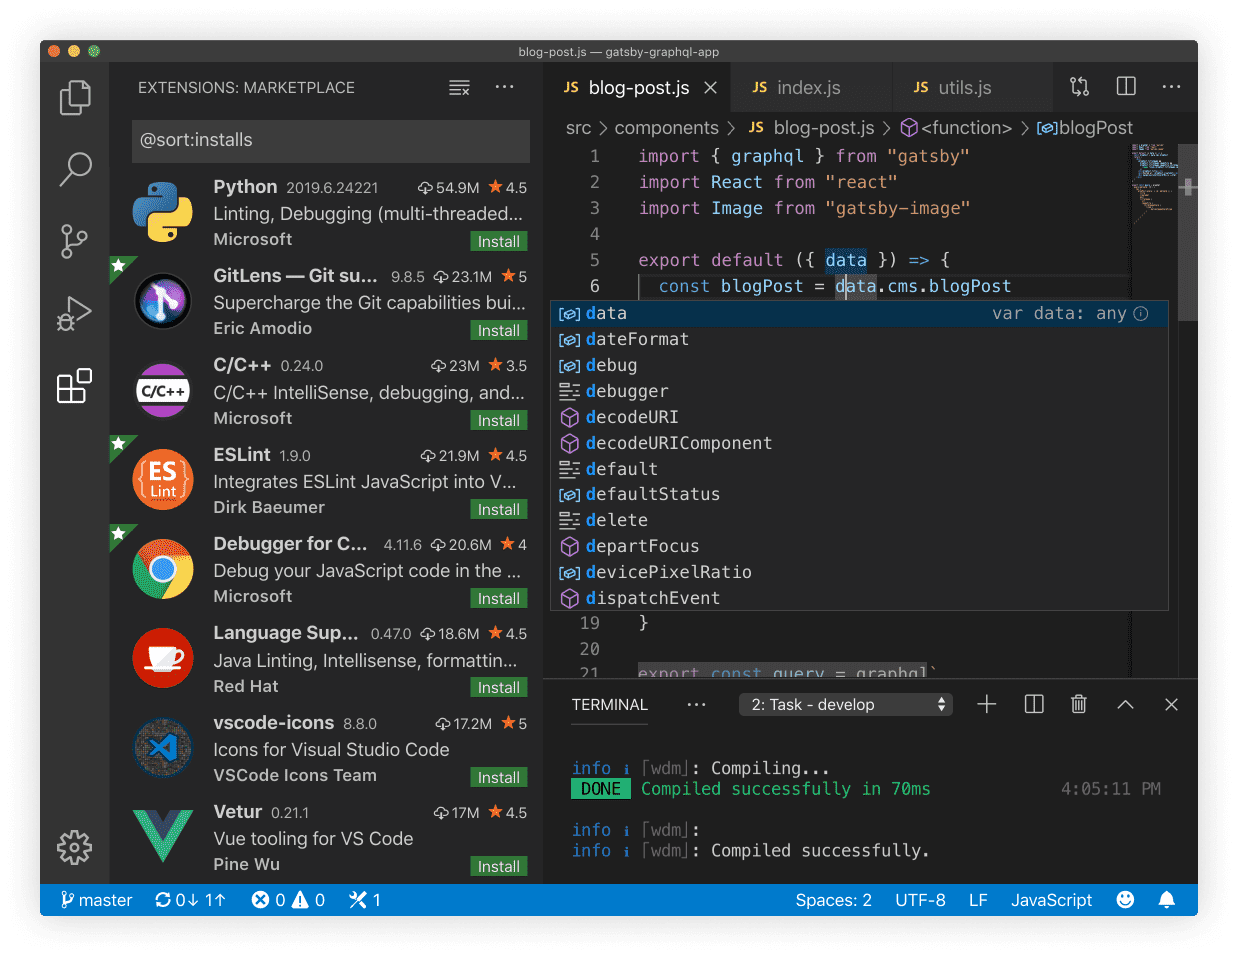 blog-post.js — gatsby-graphql-app
EXTENSIONS: MARKETPLACE
@sort:installs
Python 2019.6.24221 54.9M 4.5
Linting, Debugging (multi-threaded...
Microsoft Install
GitLens — Git su... 9.8.5 23.1M 5
Supercharge the Git capabilities bui...
Eric Amodio Install
C/C++
C/C++ 0.24.0 23M 3.5
C/C++ IntelliSense, debugging, and...
Microsoft Install
ES
Lint
ESLint 1.9.0 21.9M 4.5
Integrates ESLint JavaScript into V...
Dirk Baeumer Install
Debugger for C... 4.11.6 20.6M 4
Debug your JavaScript code in the ...
Microsoft Install
Language Sup... 0.47.0 18.6M 4.5
Java Linting, Intellisense, formattin...
Red Hat Install
vscode-icons 8.8.0 17.2M 5
Icons for Visual Studio Code
VSCode Icons Team Install
Vetur 0.21.1 17M 4.5
Vue tooling for VS Code
Pine Wu Install
JS blog-post.js JS index.js JS utils.js
src > components > JS blog-post.js > <function> > blogPost
1 import { graphql } from "gatsby"
2 import React from "react"
3 import Image from "gatsby-image"
4
5 export default ({ data }) => {
6 const blogPost = data.cms.blogPost
data var data: any
dateFormat
debug
debugger
decodeURI
decodeURIComponent
default
defaultStatus
delete
departFocus
devicePixelRatio
dispatchEvent
19 }
20
21 export const query = graphql`
TERMINAL ... 2: Task - develop
info i ⌈wdm⌋: Compiling...
DONE Compiled successfully in 70ms 4:05:11 PM
info i ⌈wdm⌋:
info i ⌈wdm⌋: Compiled successfully.
master 0↓ 1↑ 0 0 1 Spaces: 2 UTF-8 LF JavaScript